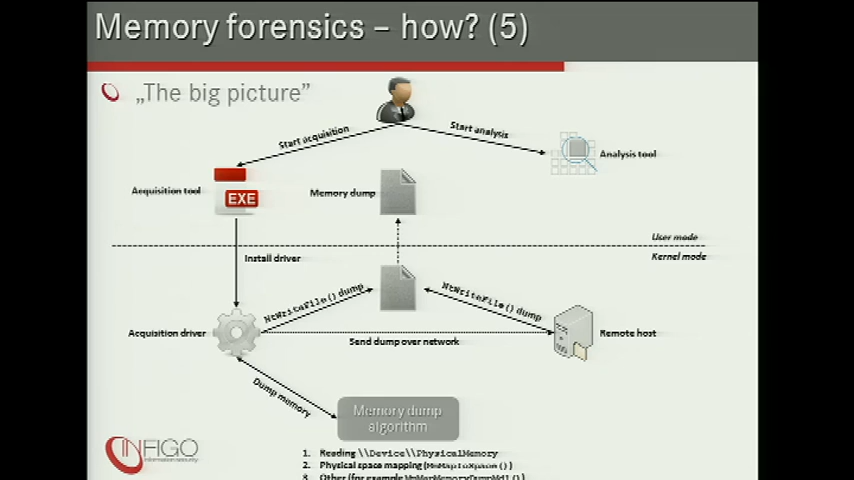 Memory forensics – how? (5)
„The big picture”
Start acquisition
Start analysis
Analysis tool
Acquisition tool
EXE
Memory dump
User mode
Kernel mode
Install driver
NtWriteFile() dump
NtWriteFile() dump
Acquisition driver
Remote host
Send dump over network
Dump memory
Memory dump
algorithm
INFIGO
information security
1. Reading \\Device\\PhysicalMemory
2. Physical space mapping (
3. Other (for example